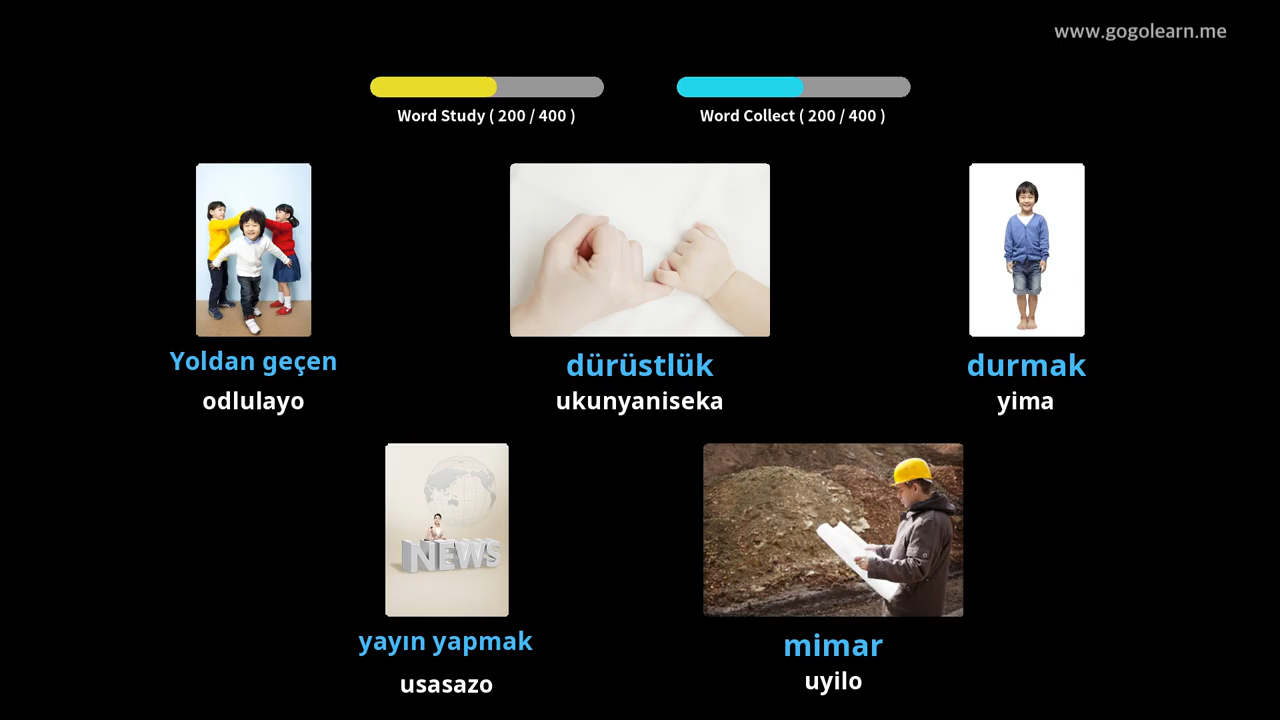 www.gogolearn.me
Word Study ( 200 / 400 )
Word Collect ( 200 / 400 )
Yoldan geçen
odlulayo
dürüstlük
ukunyaniseka
durmak
yima
NEWS
yayın yapmak
usasazo
mimar
uyilo